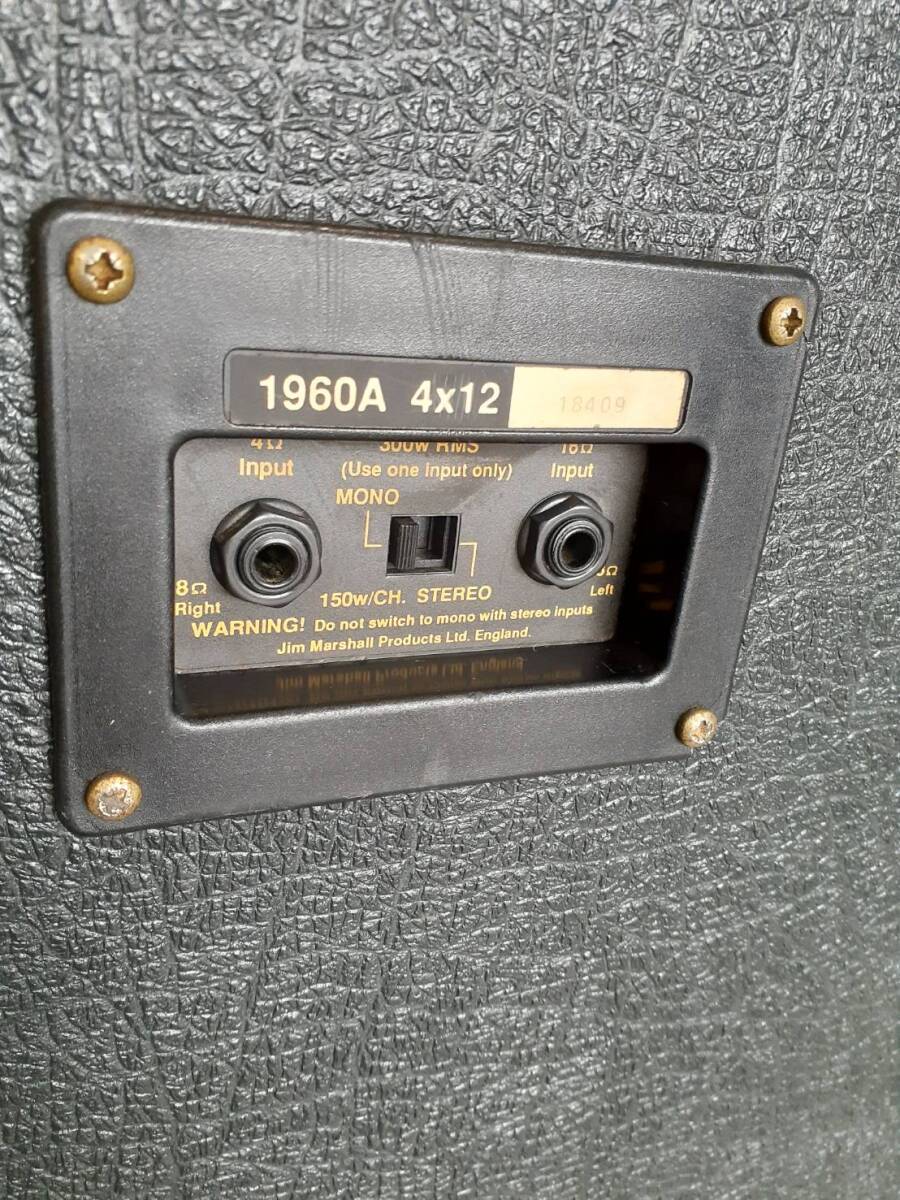 1960A 4x12 18409
4Ω 300w RMS 16Ω
Input (Use one input only) Input
MONO
8Ω
Right 150w/CH. STEREO Left
WARNING! Do not switch to mono with stereo inputs
Jim Marshall Products Ltd. England.